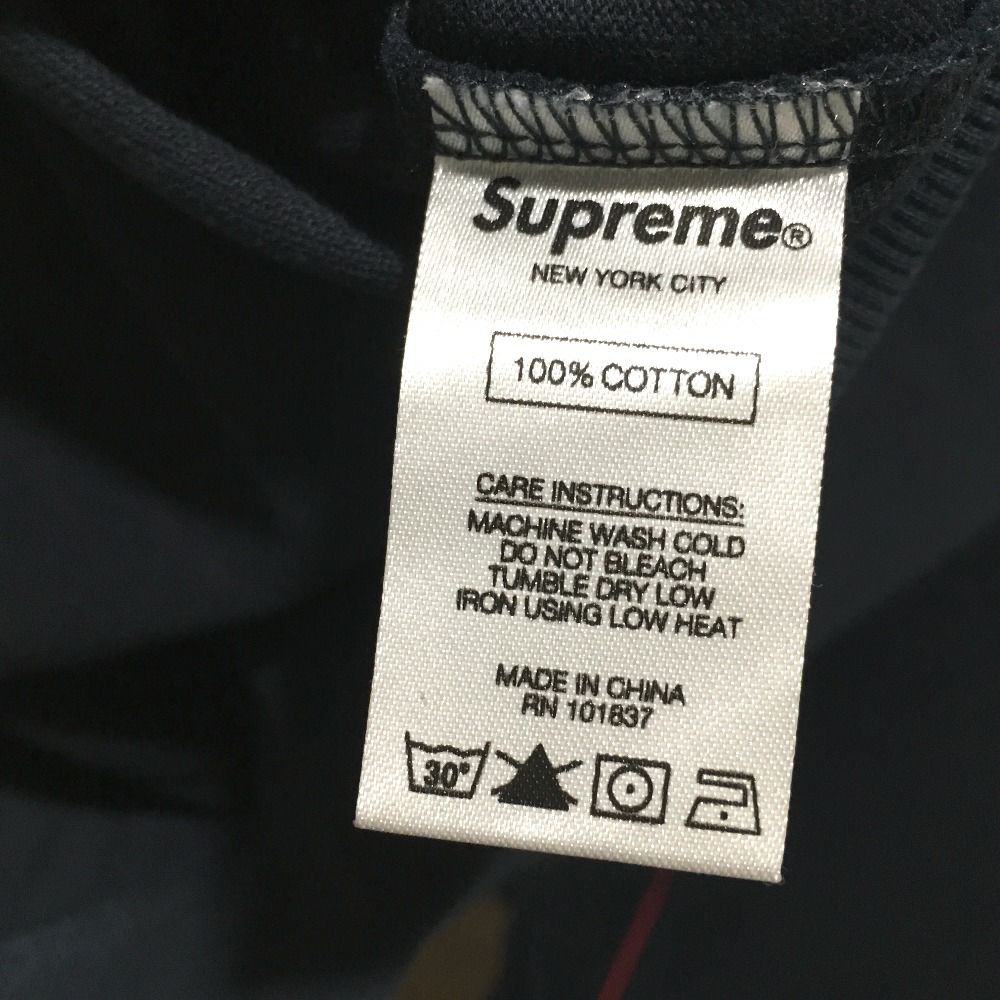 Supreme®
NEW YORK CITY
100% COTTON
CARE INSTRUCTIONS:
MACHINE WASH COLD
DO NOT BLEACH
TUMBLE DRY LOW
IRON USING LOW HEAT
MADE IN CHINA
RN 101837
30°